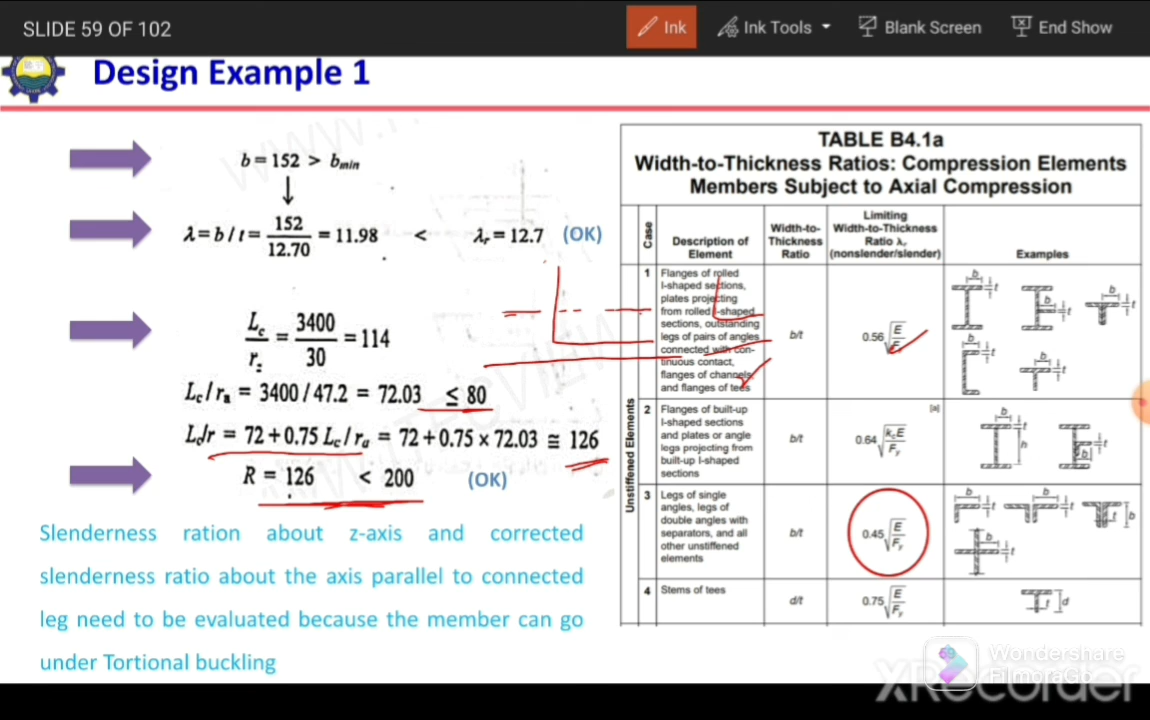 SLIDE 59 OF 102
Ink
Ink Tools
Blank Screen
End Show
Design Example 1
b = 152 > bmin
λ = b / t = 152 / 12.70 = 11.98 < λr = 12.7 (OK)
Lc / rz = 3400 / 30 = 114
Lc / ra = 3400 / 47.2 = 72.03 ≤ 80
Lc/r = 72 + 0.75 Lc / ra = 72 + 0.75 × 72.03 ≅ 126
R = 126 < 200 (OK)
Slenderness ration about z-axis and corrected
slenderness ratio about the axis parallel to connected
leg need to be evaluated because the member can go
under Tortional buckling
TABLE B4.1a
Width-to-Thickness Ratios: Compression Elements
Members Subject to Axial Compression
Case
Description of
Element
Width-to-
Thickness
Ratio
Limiting
Width-to-Thickness
Ratio λr
(nonslender/slender)
Examples
Unstiffened Elements
1
Flanges of rolled
I-shaped sections,
plates projecting
from rolled I-shaped
sections, outstanding
legs of pairs of angles
connected with con-
tinuous contact,
flanges of channels,
and flanges of tees
b/t
0.56 √E/Fy
b
t
b
t
b
t
b
t
b
t
2
Flanges of built-up
I-shaped sections
and plates or angle
legs projecting from
built-up I-shaped
sections
b/t
[a]
0.64 √kcE/Fy
b
t
h
b
t
3
Legs of single
angles, legs of
double angles with
separators, and all
other unstiffened
elements
b/t
0.45 √E/Fy
b
t
b
t
t
b
b
t
4
Stems of tees
d/t
0.75 √E/Fy
t
d
Wondershare
FilmoraGo
XRecorder